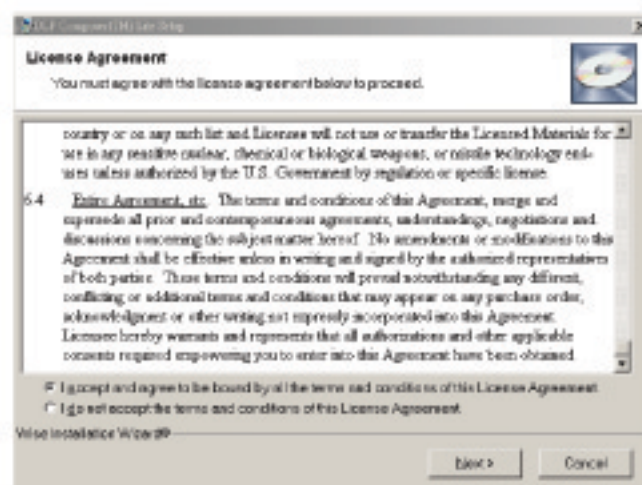 License Agreement
You must agree with the license agreement below to proceed.
country or on any such list and Licensee will not use or transfer the Licensed Materials for
use in any sensitive nuclear, chemical or biological weapons, or missile technology end-
uses unless authorized by the U.S. Government by regulation or specific license.
6.4 Entire Agreement, etc. The terms and conditions of this Agreement, merge and
supersede all prior and contemporaneous agreements, understandings, negotiations and
discussions concerning the subject matter hereof. No amendments or modifications to this
Agreement shall be effective unless in writing and signed by the authorized representatives
of both parties. These terms and conditions will prevail notwithstanding any different,
conflicting or additional terms and conditions that may appear on any purchase order,
acknowledgment or other writing not expressly incorporated into this Agreement.
Licensee hereby warrants and represents that all authorizations and other applicable
consents required empowering you to enter into this Agreement have been obtained.
I accept and agree to be bound by all the terms and conditions of this License Agreement
I do not accept the terms and conditions of this License Agreement
Wise Installation Wizard®
Next >
Cancel